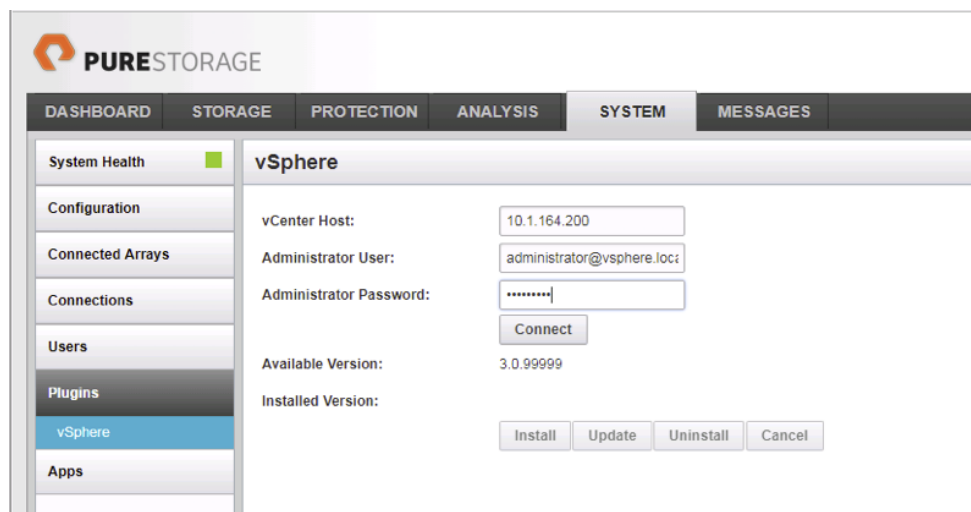 PURESTORAGE
DASHBOARD STORAGE PROTECTION ANALYSIS SYSTEM MESSAGES
System Health
Configuration
Connected Arrays
Connections
Users
Plugins
vSphere
Apps
vSphere
vCenter Host: 10.1.164.200
Administrator User: administrator@vsphere.loca
Administrator Password: •••••••••
Connect
Available Version: 3.0.99999
Installed Version:
Install Update Uninstall Cancel